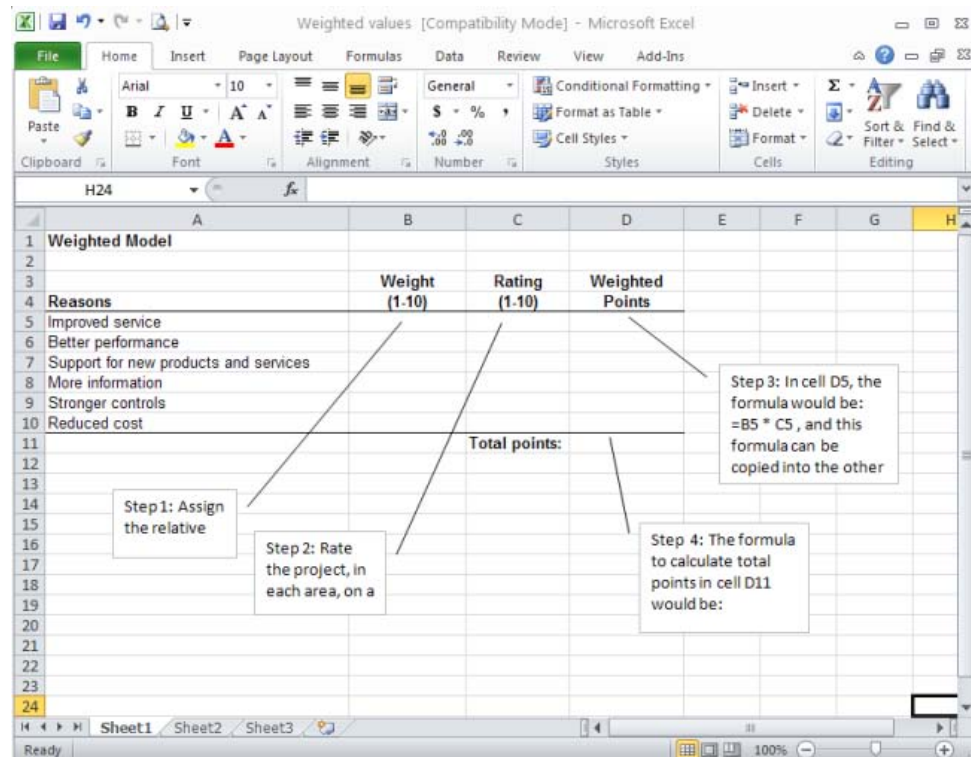 Weighted values [Compatibility Mode] - Microsoft Excel
File Home Insert Page Layout Formulas Data Review View Add-Ins
Arial 10 General Conditional Formatting Insert Σ
Paste B I U A A $ % , Format as Table Delete Sort & Find &
A .00 .0 Cell Styles Format Filter Select
Clipboard Font Alignment Number Styles Cells Editing
H24 fx
A B C D E F G H
1 Weighted Model
2
3 Weight Rating Weighted
4 Reasons (1-10) (1-10) Points
5 Improved service
6 Better performance
7 Support for new products and services
8 More information
9 Stronger controls
10 Reduced cost
11 Total points:
12
13
14
15
16
17
18
19
20
21
22
23
24
Step 1: Assign
the relative
Step 2: Rate
the project, in
each area, on a
Step 3: In cell D5, the
formula would be:
=B5 * C5 , and this
formula can be
copied into the other
Step 4: The formula
to calculate total
points in cell D11
would be:
Sheet1 Sheet2 Sheet3
Ready 100%